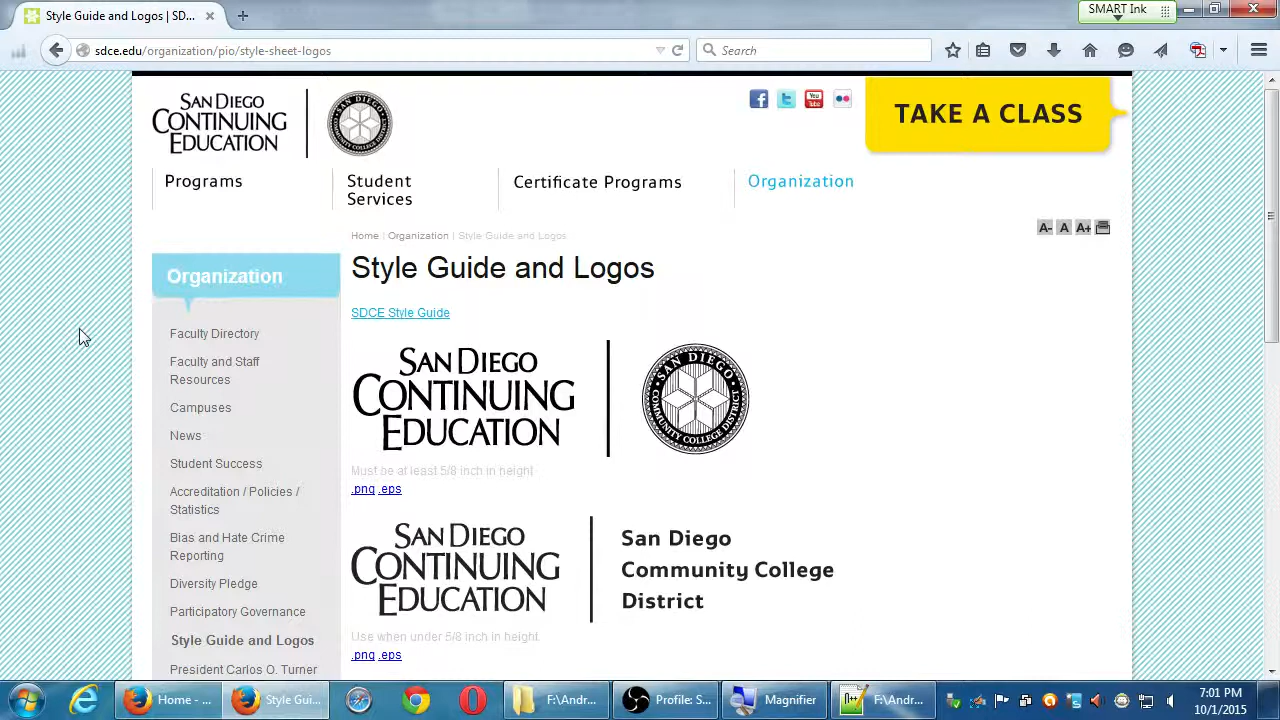 Style Guide and Logos | SD...
SMART Ink
sdce.edu/organization/pio/style-sheet-logos
Search
SAN DIEGO
CONTINUING
EDUCATION
TAKE A CLASS
Programs
Student
Services
Certificate Programs
Organization
A-
A
A+
Home | Organization | Style Guide and Logos
Organization
Style Guide and Logos
SDCE Style Guide
Faculty Directory
Faculty and Staff
Resources
Campuses
News
Student Success
Accreditation / Policies /
Statistics
Bias and Hate Crime
Reporting
Diversity Pledge
Participatory Governance
Style Guide and Logos
President Carlos O. Turner
SAN DIEGO
CONTINUING
EDUCATION
SAN DIEGO
COMMUNITY COLLEGE DISTRICT
Must be at least 5/8 inch in height
.png .eps
SAN DIEGO
CONTINUING
EDUCATION
San Diego
Community College
District
Use when under 5/8 inch in height.
.png .eps
Home - ...
Style Gui...
F:\Andr...
Profile: S...
Magnifier
F:\Andr...
7:01 PM
10/1/2015